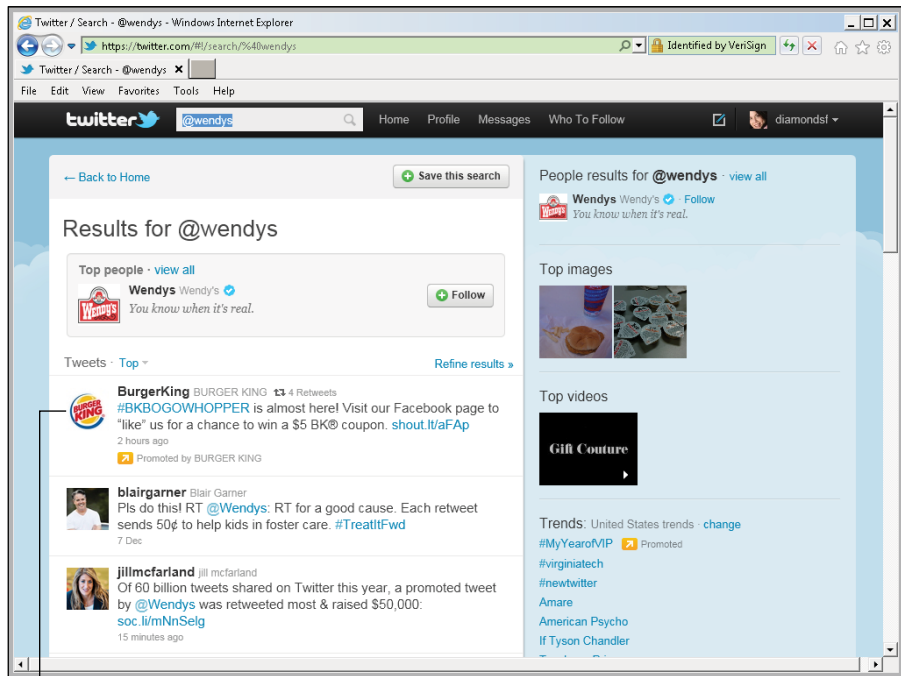 Twitter / Search - @wendys - Windows Internet Explorer
https://twitter.com/#!/search/%40wendys
Identified by VeriSign
Twitter / Search - @wendys
File Edit View Favorites Tools Help
twitter
@wendys
Home Profile Messages Who To Follow
diamondsf
← Back to Home
Save this search
Results for @wendys
Top people · view all
Wendys Wendy's
You know when it's real.
Follow
Tweets · Top
Refine results »
BurgerKing BURGER KING 4 Retweets
#BKBOGOWHOPPER is almost here! Visit our Facebook page to
"like" us for a chance to win a $5 BK® coupon. shout.lt/aFAp
2 hours ago
Promoted by BURGER KING
BURGER
KING
blairgarner Blair Garner
Pls do this! RT @Wendys: RT for a good cause. Each retweet
sends 50¢ to help kids in foster care. #TreatItFwd
7 Dec
jillmcfarland jill mcfarland
Of 60 billion tweets shared on Twitter this year, a promoted tweet
by @Wendys was retweeted most & raised $50,000:
soc.li/mNnSelg
15 minutes ago
People results for @wendys · view all
Wendys Wendy's · Follow
You know when it's real.
Top images
Top videos
Gift Couture
Trends: United States trends · change
#MyYearofVIP Promoted
#virginiatech
#newtwitter
Amare
American Psycho
If Tyson Chandler